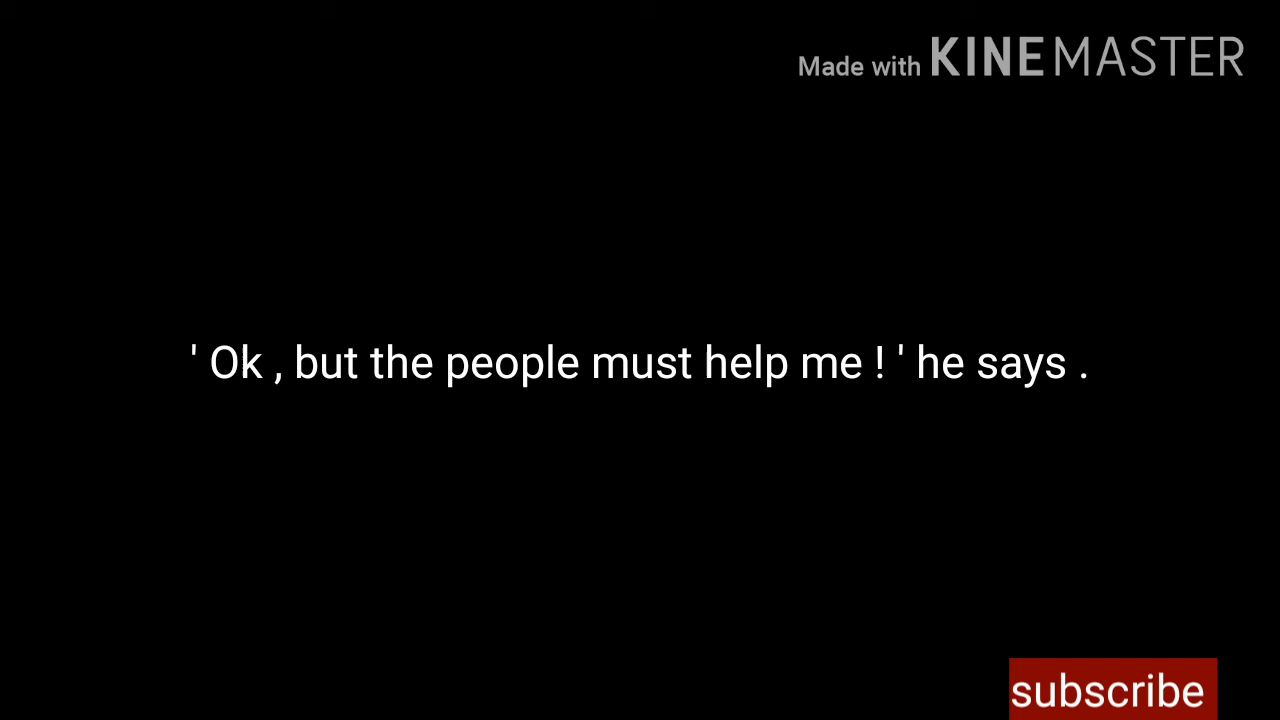 Made with KINEMASTER
' Ok , but the people must help me ! ' he says .
subscribe